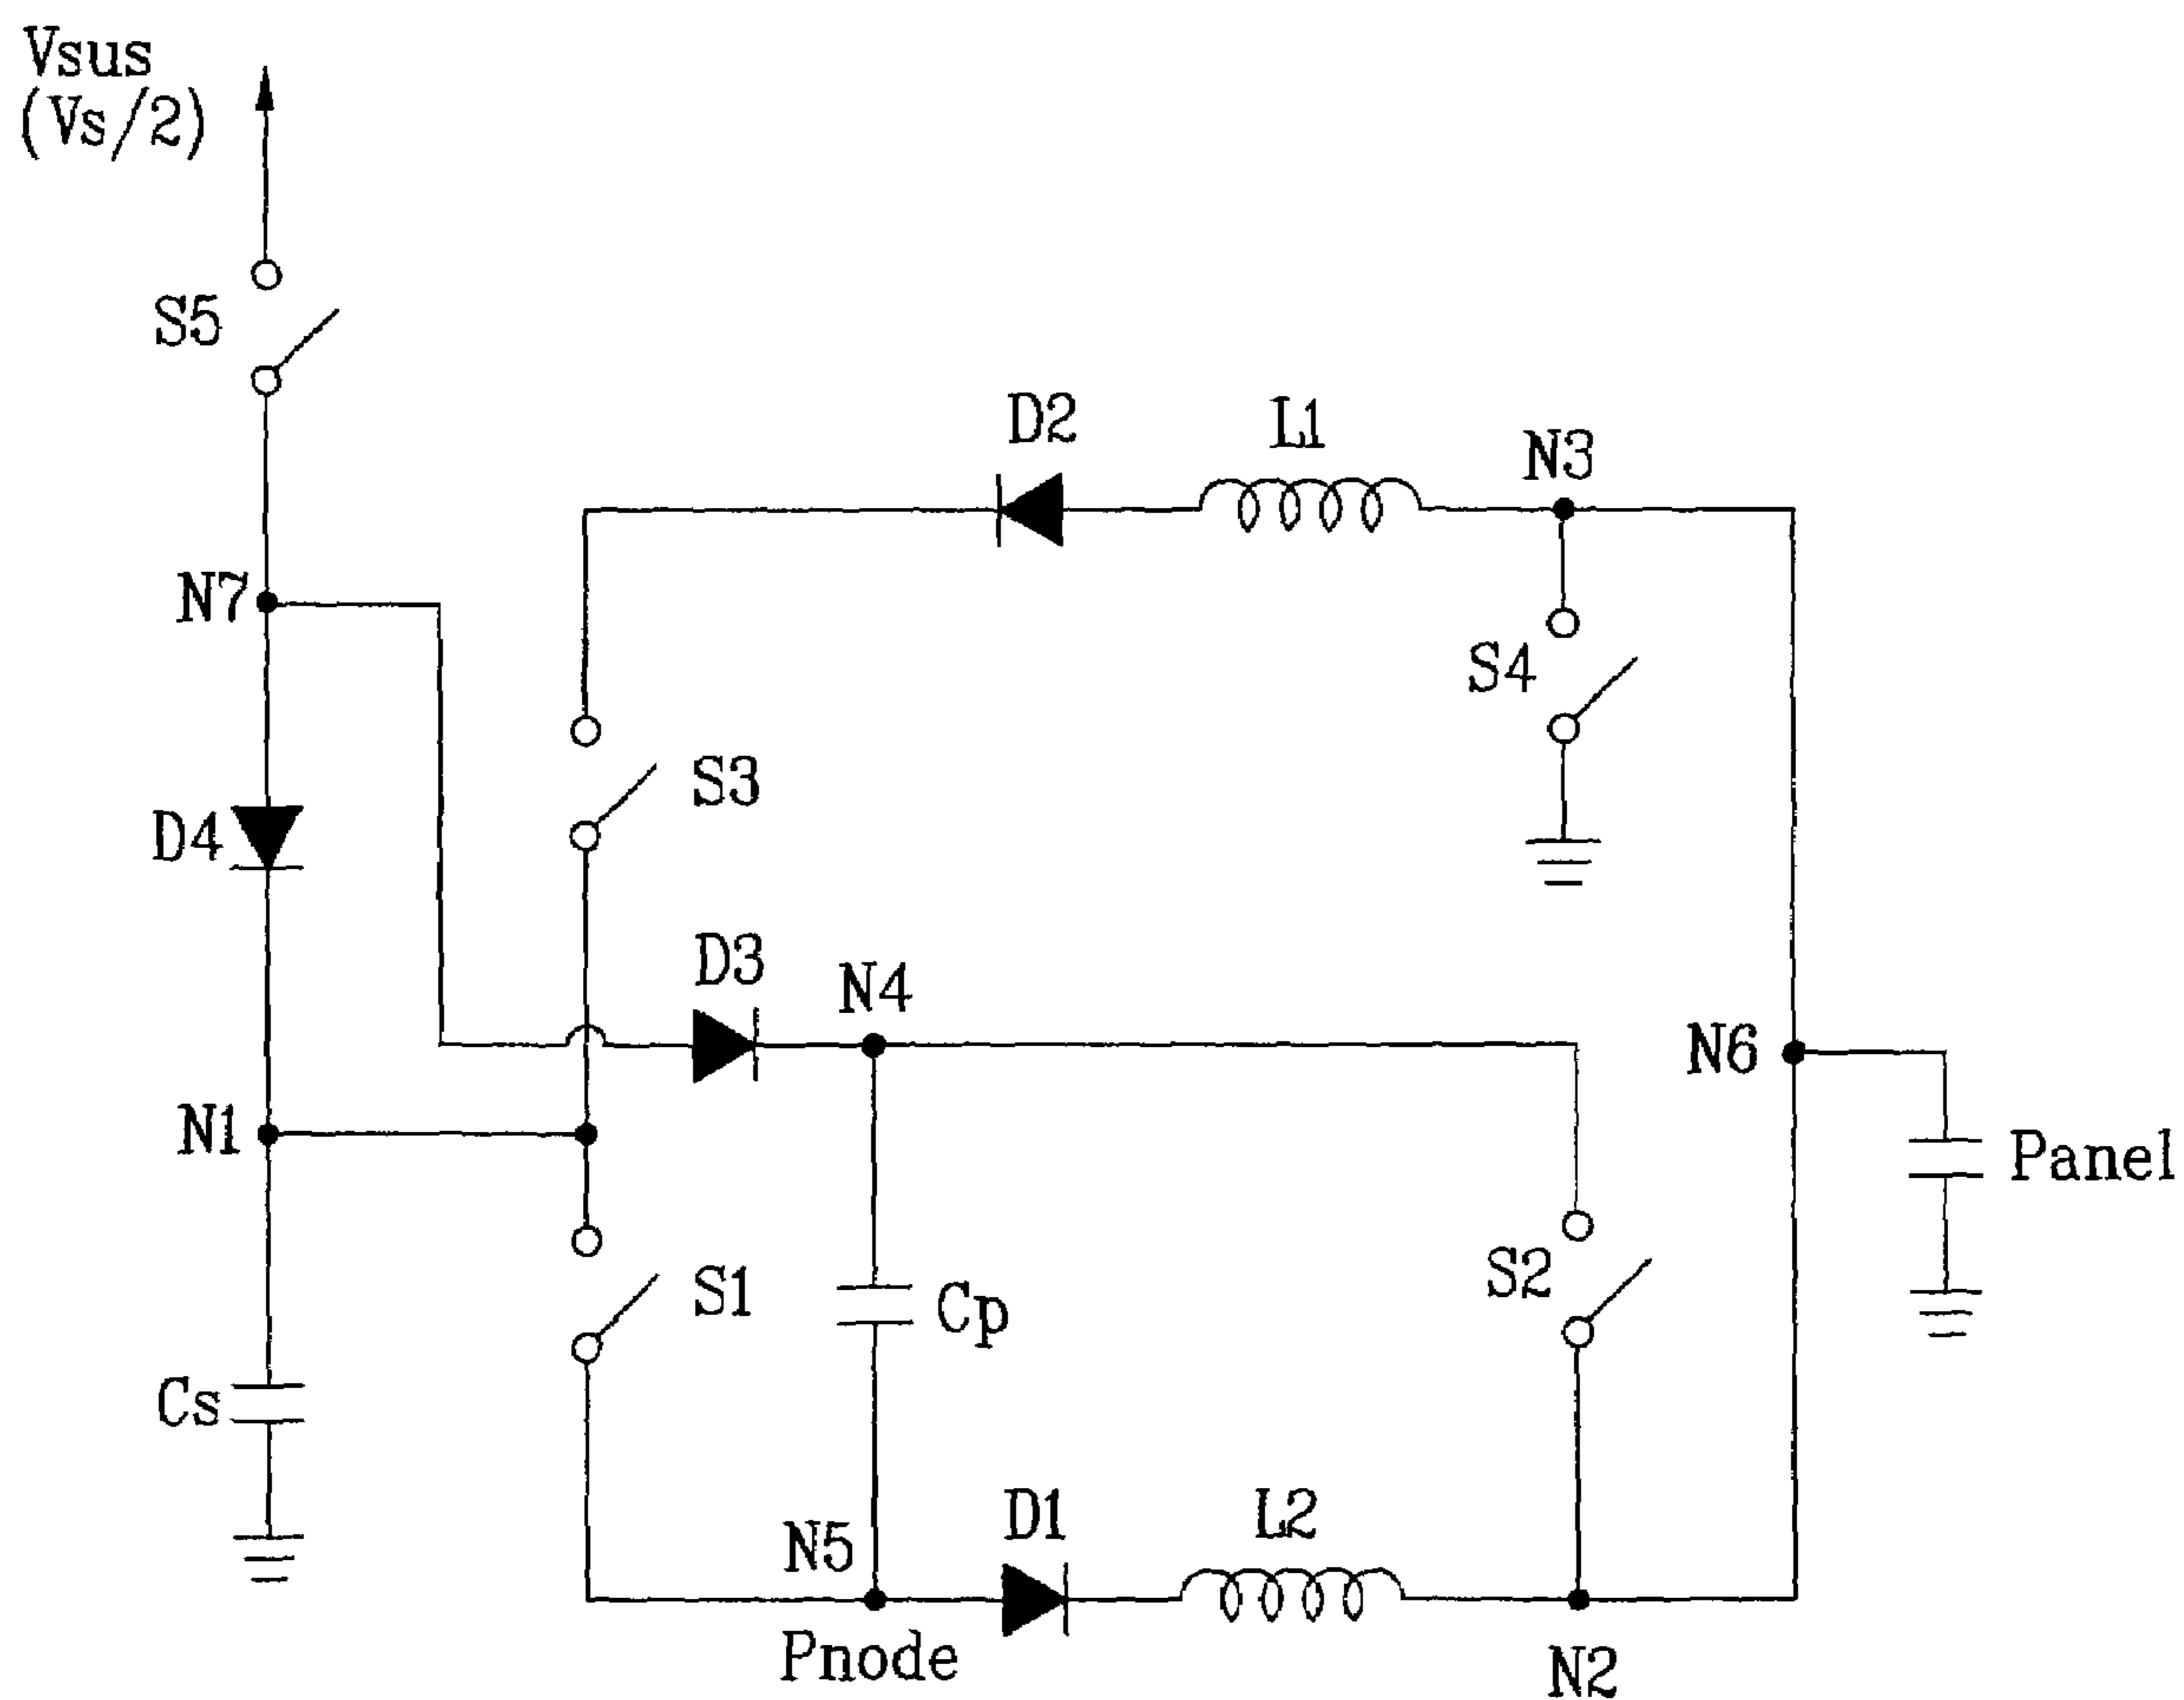 Vsus
(Vs/2)
S5
D2
L1
N3
N7
S4
S3
D4
D3
N4
N6
N1
Panel
S1
Cp
S2
Cs
N5
D1
L2
Pnode
N2